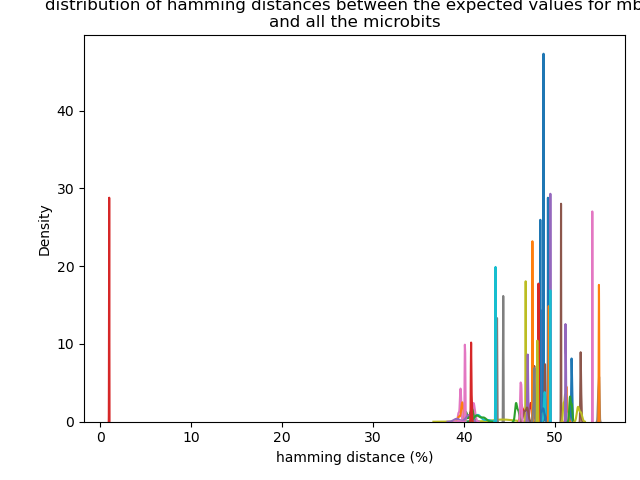 distribution of hamming distances between the expected values for mb
and all the microbits
40
30
20
10
0
Density
0 10 20 30 40 50
hamming distance (%)